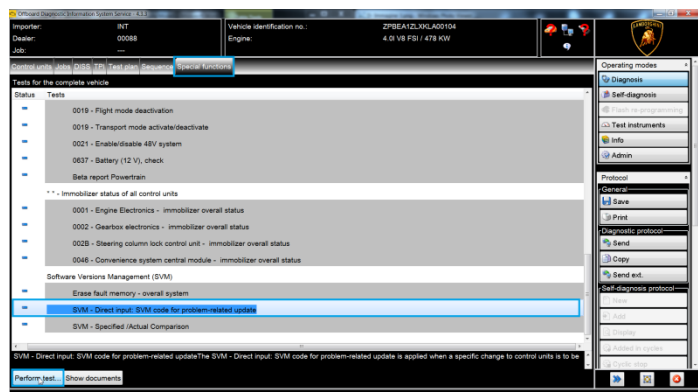 Offboard Diagnostic Information System Service - 4.3.3
Importer: INT
Dealer: 00088
Job: ---
Vehicle identification no.: ZPBEA1ZLXKLA00104
Engine: 4.0l V8 FSI / 478 KW
Control units Jobs DISS TPI Test plan Sequence Special functions
Tests for the complete vehicle
Status Tests
0019 - Flight mode deactivation
0019 - Transport mode activate/deactivate
0021 - Enable/disable 48V system
0637 - Battery (12 V), check
Beta report Powertrain
* * - Immobilizer status of all control units
0001 - Engine Electronics - immobilizer overall status
0002 - Gearbox electronics - immobilizer overall status
002B - Steering column lock control unit - immobilizer overall status
0046 - Convenience system central module - immobilizer overall status
Software Versions Management (SVM)
Erase fault memory - overall system
SVM - Direct input: SVM code for problem-related update
SVM - Specified /Actual Comparison
SVM - Direct input: SVM code for problem-related updateThe SVM - Direct input: SVM code for problem-related update is applied when a specific change to control units is to be
Perform test... Show documents
Operating modes
Diagnosis
Self-diagnosis
Flash re-programming
Test instruments
Info
Admin
Protocol
General
Save
Print
Diagnostic protocol
Send
Copy
Send ext.
Self-diagnosis protocol
New
Add
Display
Added in cycles
Cyclic stop